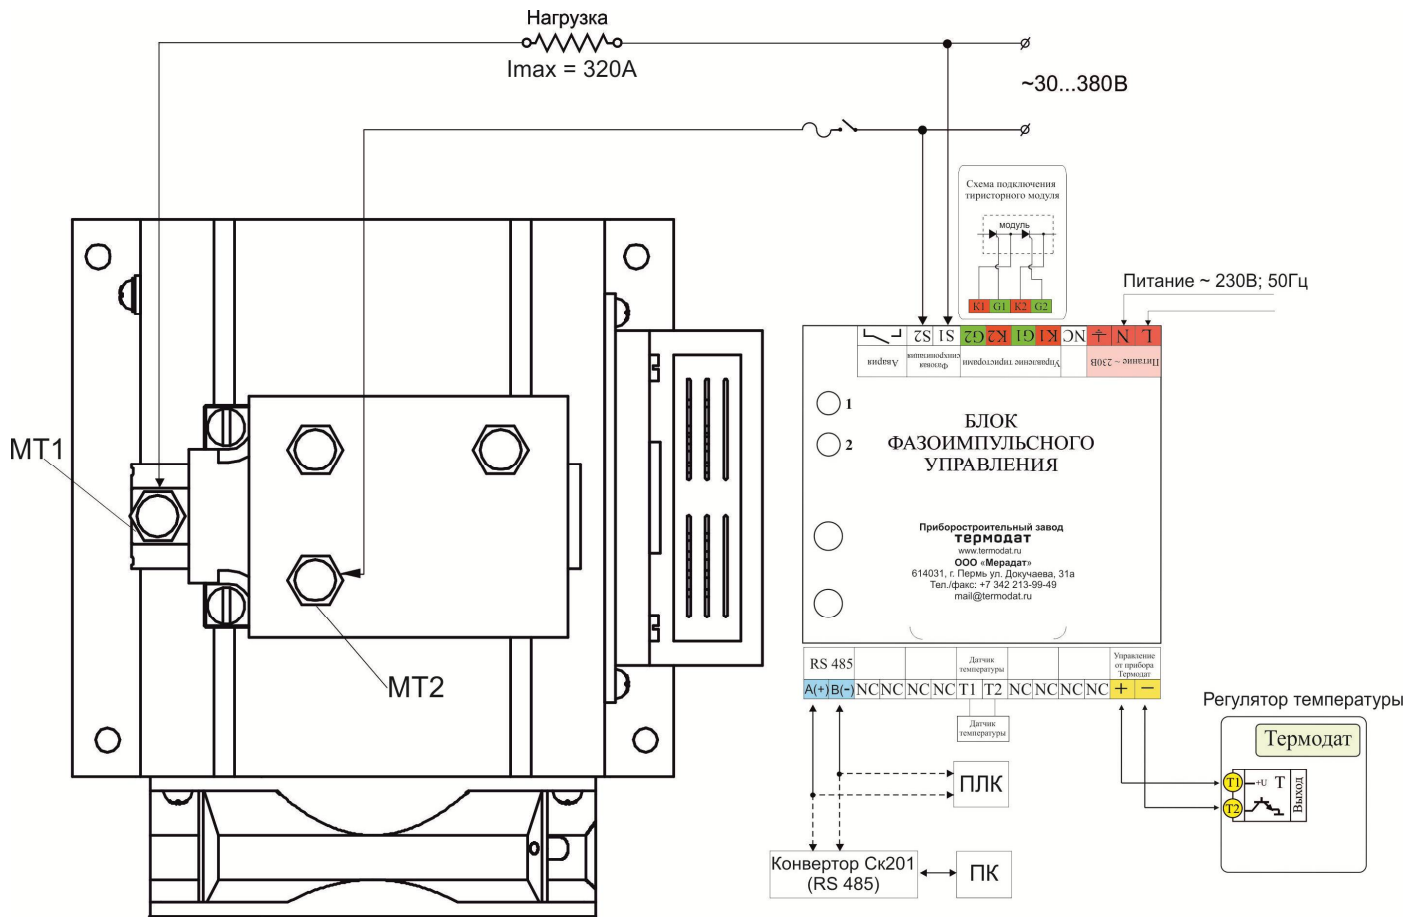 Нагрузка
Imax = 320А
~30...380В
Схема подключения
тиристорного модуля
модуль
K1 G1 K2 G2
Питание ~ 230В; 50Гц
S2 S1 G2 K2 G1 K1 NC N L
Авария
Фазовая
синхронизация
Управление тиристорами
Питание ~ 230В
1
2
БЛОК
ФАЗОИМПУЛЬСНОГО
УПРАВЛЕНИЯ
Приборостроительный завод
термодат
www.termodat.ru
ООО «Мерадат»
614031, г. Пермь ул. Докучаева, 31а
Тел./факс: +7 342 213-99-49
mail@termodat.ru
MT1
MT2
RS 485
Датчик
температуры
Управление
от прибора
Термодат
A(+) B(-) NC NC NC NC T1 T2 NC NC NC NC + −
Датчик
температуры
ПЛК
Конвертор Ск201
(RS 485)
ПК
Регулятор температуры
Термодат
T1 +U T
T2
Выход